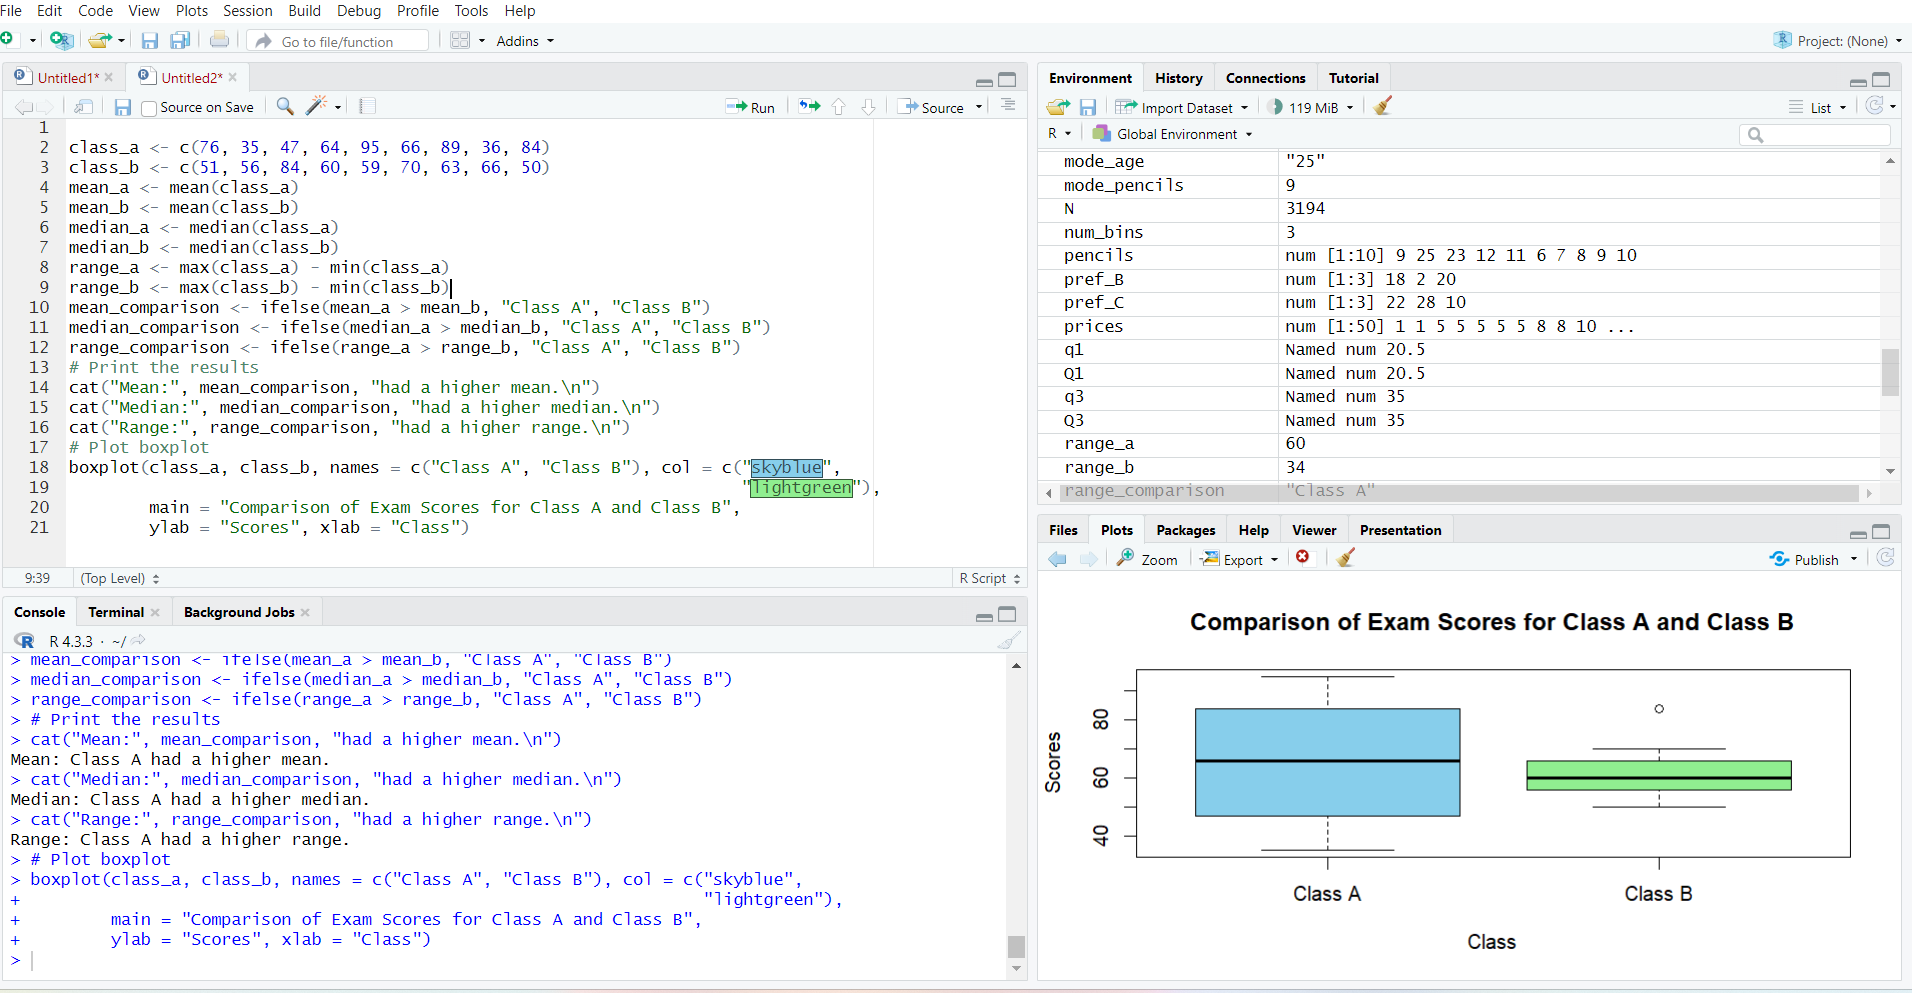 File Edit Code View Plots Session Build Debug Profile Tools Help
Go to file/function Addins Project: (None)
Untitled1* Untitled2*
Source on Save Run Source
1
2 class_a <- c(76, 35, 47, 64, 95, 66, 89, 36, 84)
3 class_b <- c(51, 56, 84, 60, 59, 70, 63, 66, 50)
4 mean_a <- mean(class_a)
5 mean_b <- mean(class_b)
6 median_a <- median(class_a)
7 median_b <- median(class_b)
8 range_a <- max(class_a) - min(class_a)
9 range_b <- max(class_b) - min(class_b)
10 mean_comparison <- ifelse(mean_a > mean_b, "Class A", "Class B")
11 median_comparison <- ifelse(median_a > median_b, "Class A", "Class B")
12 range_comparison <- ifelse(range_a > range_b, "Class A", "Class B")
13 # Print the results
14 cat("Mean:", mean_comparison, "had a higher mean.\n")
15 cat("Median:", median_comparison, "had a higher median.\n")
16 cat("Range:", range_comparison, "had a higher range.\n")
17 # Plot boxplot
18 boxplot(class_a, class_b, names = c("Class A", "Class B"), col = c("skyblue",
19 "lightgreen"),
20 main = "Comparison of Exam Scores for Class A and Class B",
21 ylab = "Scores", xlab = "Class")
9:39 (Top Level) R Script
Console Terminal Background Jobs
R 4.3.3 · ~/
> mean_comparison <- ifelse(mean_a > mean_b, "Class A", "Class B")
> median_comparison <- ifelse(median_a > median_b, "Class A", "Class B")
> range_comparison <- ifelse(range_a > range_b, "Class A", "Class B")
> # Print the results
> cat("Mean:", mean_comparison, "had a higher mean.\n")
Mean: Class A had a higher mean.
> cat("Median:", median_comparison, "had a higher median.\n")
Median: Class A had a higher median.
> cat("Range:", range_comparison, "had a higher range.\n")
Range: Class A had a higher range.
> # Plot boxplot
> boxplot(class_a, class_b, names = c("Class A", "Class B"), col = c("skyblue",
+ "lightgreen"),
+ main = "Comparison of Exam Scores for Class A and Class B",
+ ylab = "Scores", xlab = "Class")
>
Environment History Connections Tutorial
Import Dataset 119 MiB List
R Global Environment
mode_age "25"
mode_pencils 9
N 3194
num_bins 3
pencils num [1:10] 9 25 23 12 11 6 7 8 9 10
pref_B num [1:3] 18 2 20
pref_C num [1:3] 22 28 10
prices num [1:50] 1 1 5 5 5 5 5 8 8 10 ...
q1 Named num 20.5
Q1 Named num 20.5
q3 Named num 35
Q3 Named num 35
range_a 60
range_b 34
range_comparison "Class A"
Files Plots Packages Help Viewer Presentation
Zoom Export Publish
Comparison of Exam Scores for Class A and Class B
Scores
80
60
40
Class A Class B
Class